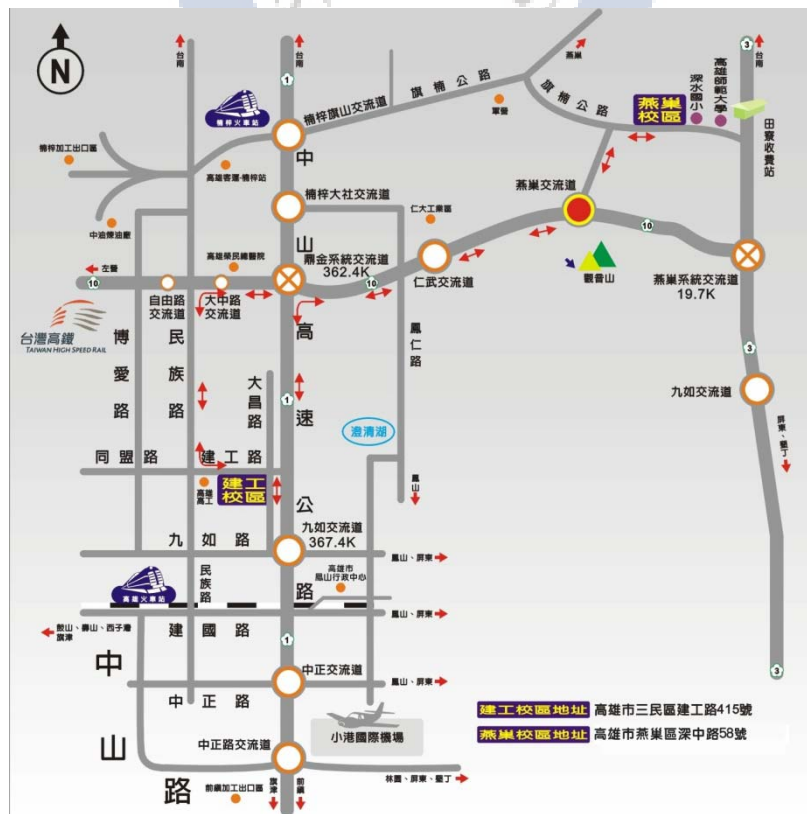 N
台南
台南
1
燕巢
3
台南
旗楠公路
旗楠公路
燕巢
校區
深水國小
高雄師範大學
田寮收費站
楠梓火車站
楠梓旗山交流道
軍營
楠梓加工出口區
高雄客運-楠梓站
中油煉油廠
楠梓大社交流道
仁大工業區
燕巢交流道
10
高雄榮民總醫院
鼎金系統交流道
362.4K
左營
10
自由路
交流道
大中路
交流道
10
仁武交流道
觀音山
燕巢系統交流道
19.7K
台灣高鐵
TAIWAN HIGH SPEED RAIL
博愛路
民族路
大昌路
中山高速公路
1
鳳仁路
3
九如交流道
澄清湖
屏東、墾丁
同盟路
建工路
高雄高工
建工
校區
鳳山
九如路
九如交流道
367.4K
鳳山、屏東
高雄火車站
民族路
高雄市
鳳山行政中心
鳳山、屏東
鼓山、壽山、西子灣
旗津
建國路
1
中正交流道
鳳山、屏東
3
中正路
中山路
小港國際機場
建工校區地址 高雄市三民區建工路415號
燕巢校區地址 高雄市燕巢區深中路58號
中正路交流道
前鎮加工出口區
旗津
前鎮
林園、屏東、墾丁